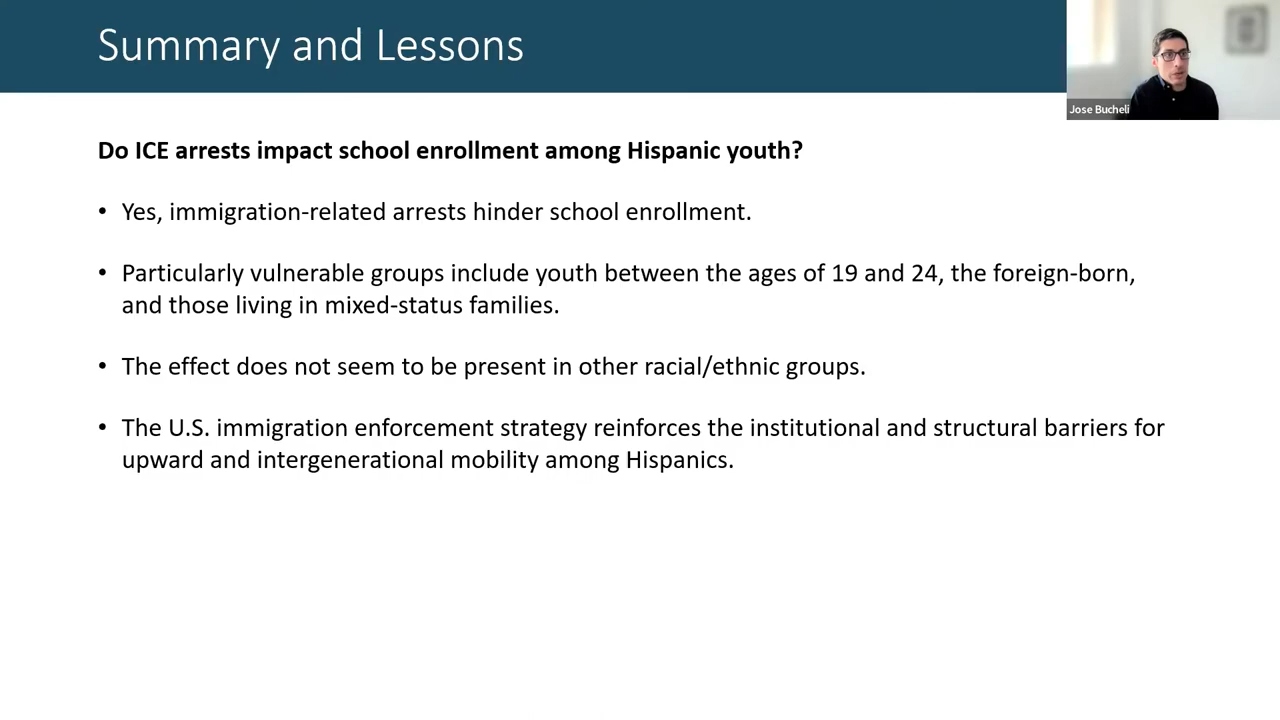 Summary and Lessons
Jose Bucheli
Do ICE arrests impact school enrollment among Hispanic youth?
• Yes, immigration-related arrests hinder school enrollment.
• Particularly vulnerable groups include youth between the ages of 19 and 24, the foreign-born,
and those living in mixed-status families.
• The effect does not seem to be present in other racial/ethnic groups.
• The U.S. immigration enforcement strategy reinforces the institutional and structural barriers for
upward and intergenerational mobility among Hispanics.